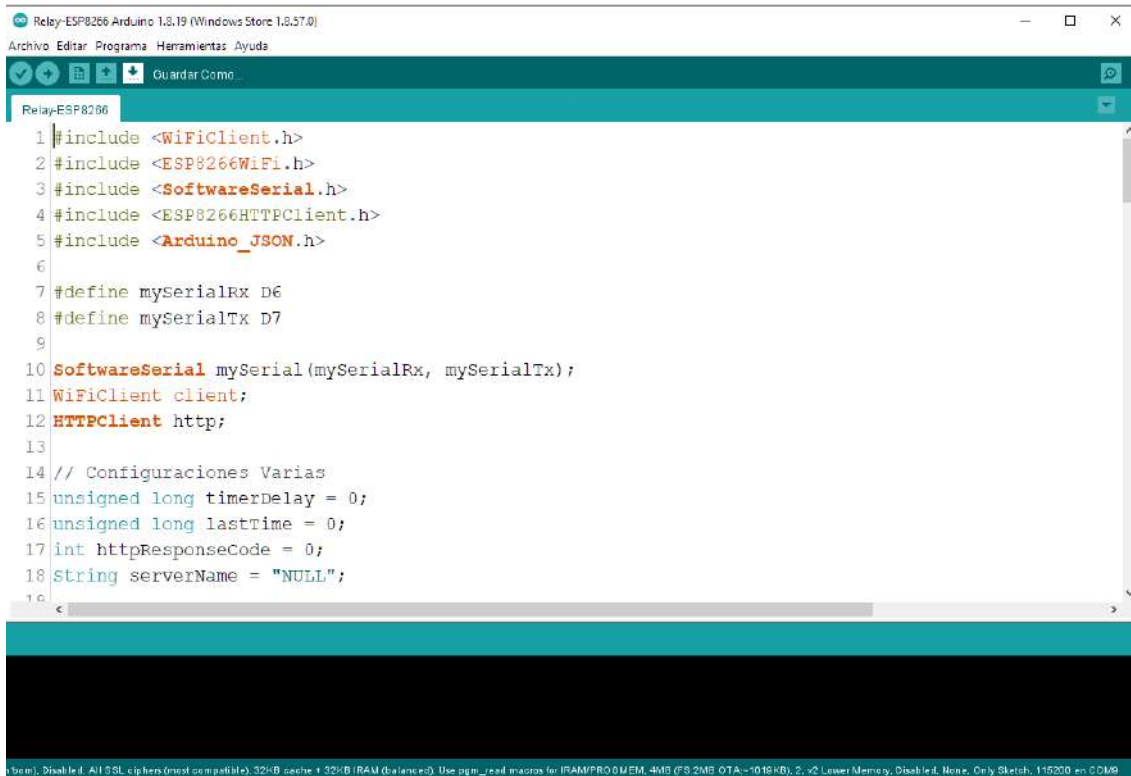 Relay-ESP8266 Arduino 1.8.19 (Windows Store 1.8.57.0)
Archivo Editar Programa Herramientas Ayuda
Guardar Como...
Relay-ESP8266
1 #include <WiFiClient.h>
2 #include <ESP8266WiFi.h>
3 #include <SoftwareSerial.h>
4 #include <ESP8266HTTPClient.h>
5 #include <Arduino_JSON.h>
6
7 #define mySerialRx D6
8 #define mySerialTx D7
9
10 SoftwareSerial mySerial(mySerialRx, mySerialTx);
11 WiFiClient client;
12 HTTPClient http;
13
14 // Configuraciones Varias
15 unsigned long timerDelay = 0;
16 unsigned long lastTime = 0;
17 int httpResponseCode = 0;
18 String serverName = "NULL";
19
Disabled, All SSL ciphers (most compatible), 32KB cache + 32KB IRAM (balanced), Use pgm_read macros for IRAM/PROGMEM, 4MB (FS:2MB OTA:~1019KB), 2, v2 Lower Memory, Disabled, None, Only Sketch, 115200 en COM9